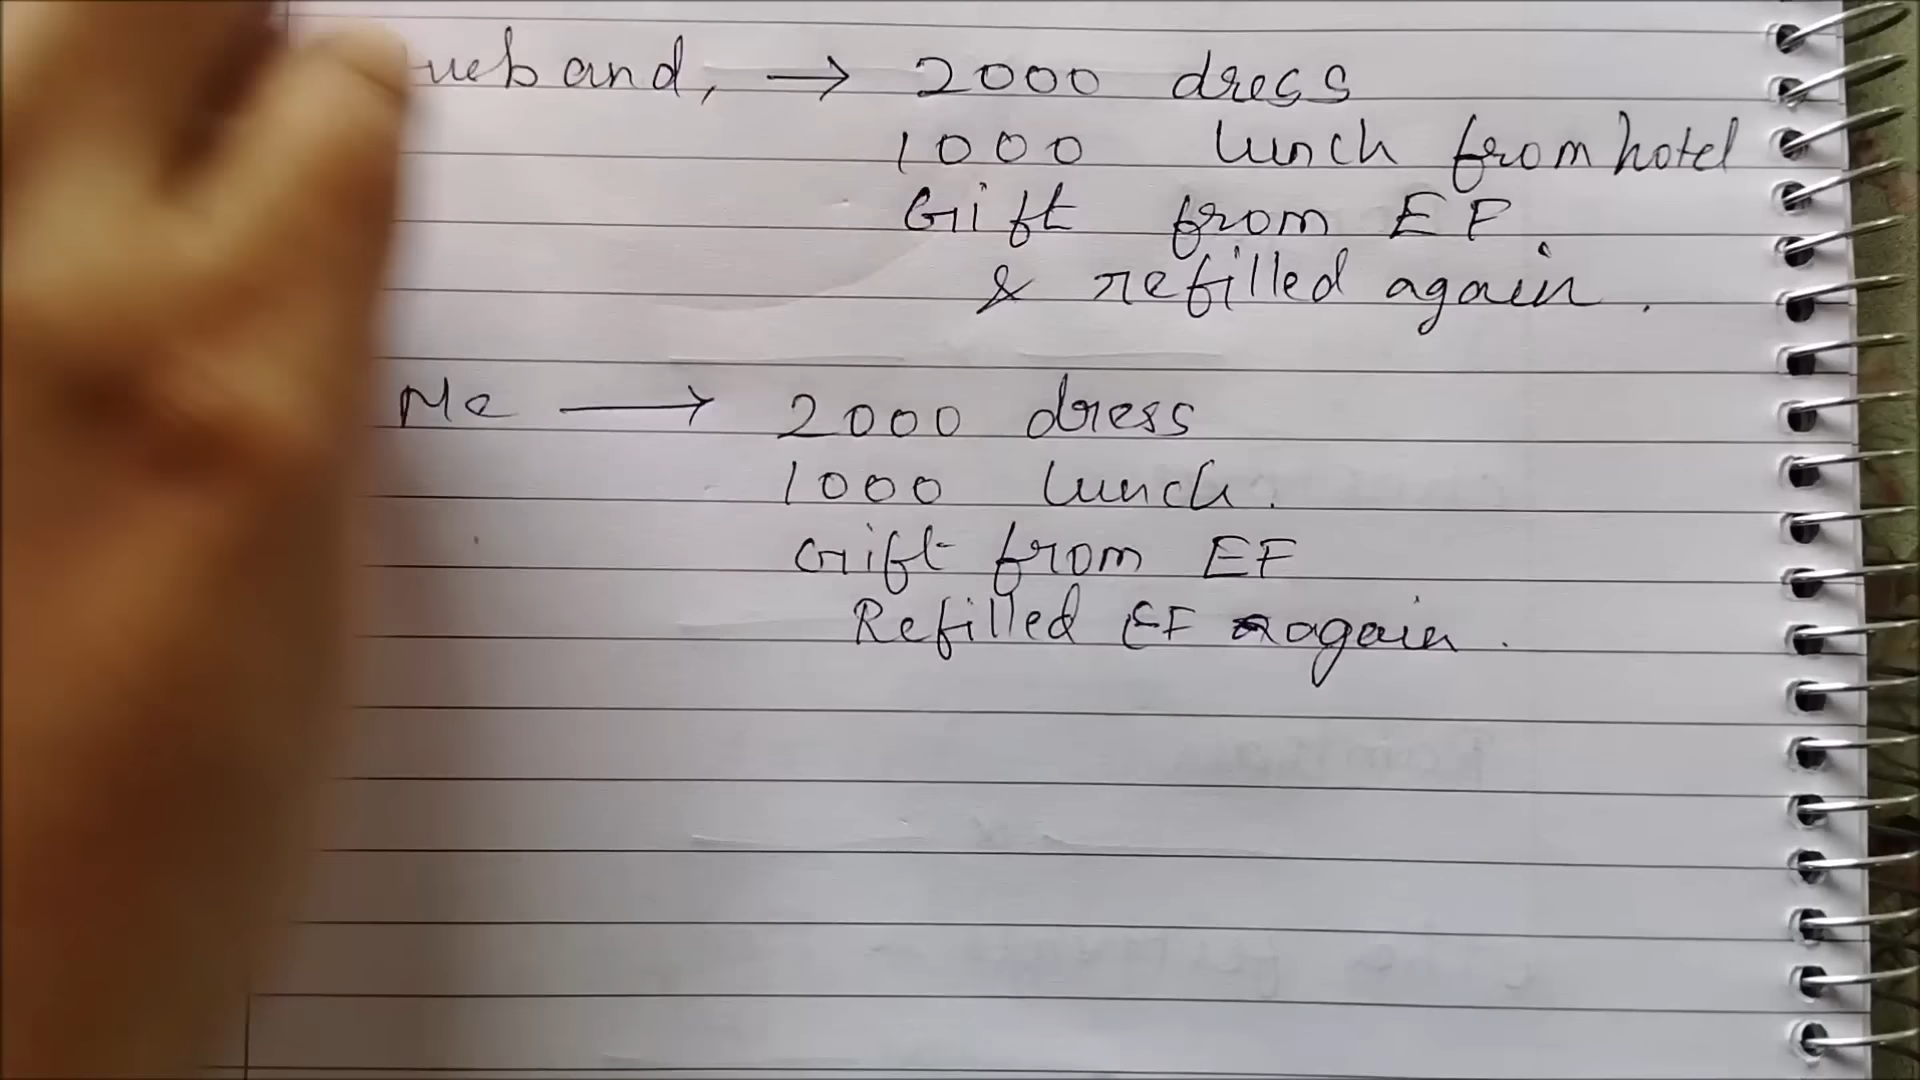 husband, → 2000 dress
1000 lunch from hotel
Gift from EF
& refilled again.
Me → 2000 dress
1000 lunch.
Gift from EF
Refilled EF again.